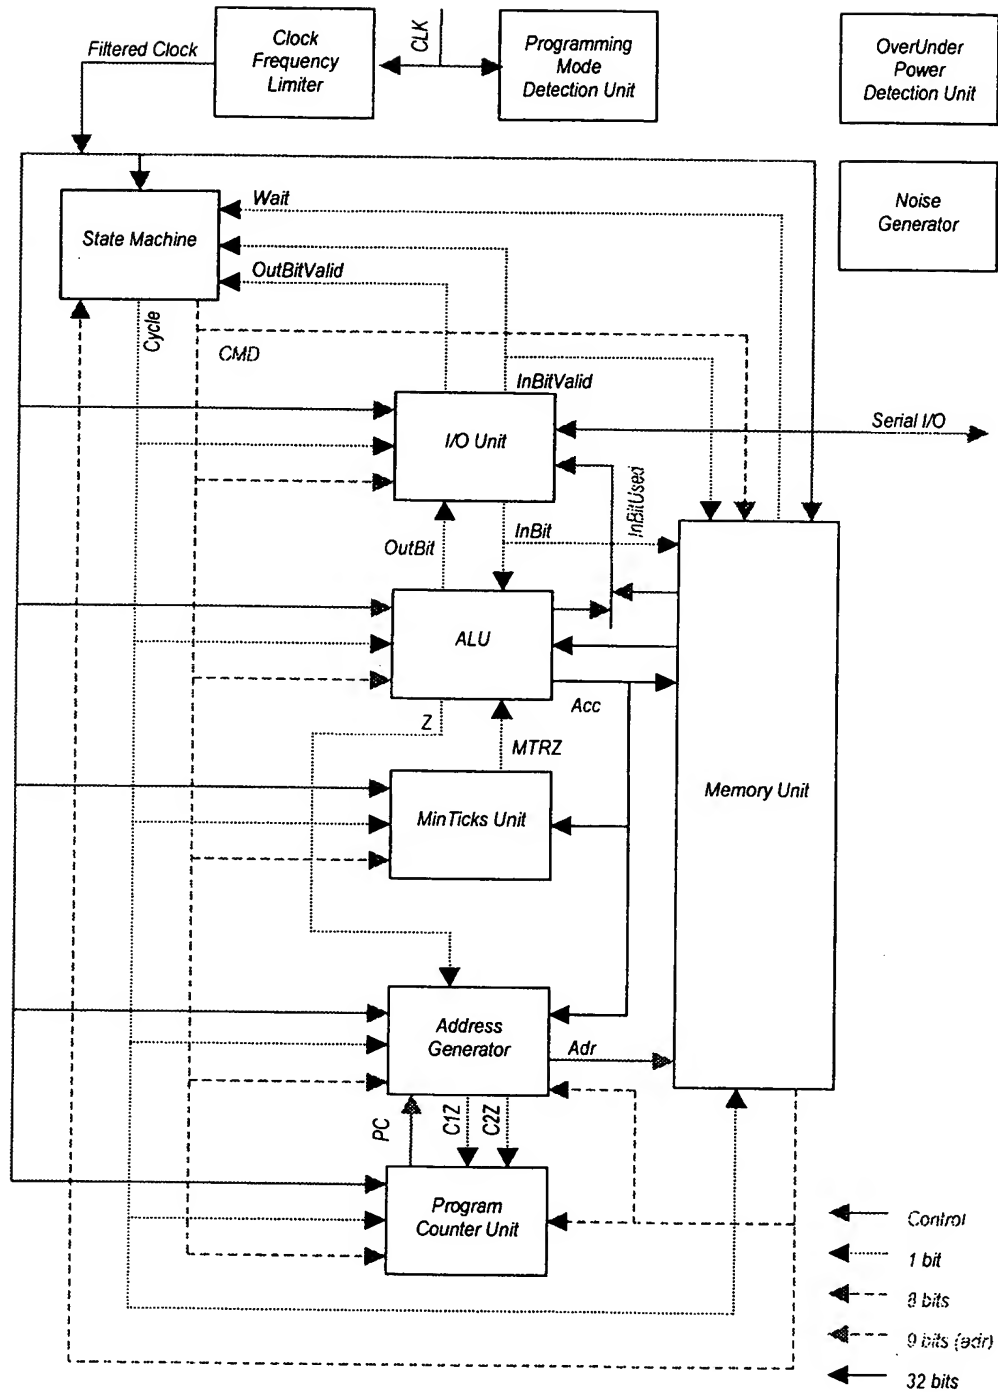 Filtered Clock
Clock
Frequency
Limiter
CLK
Programming
Mode
Detection Unit
OverUnder
Power
Detection Unit
State Machine
Wait
OutBitValid
Noise
Generator
Cycle
CMD
InBitValid
I/O Unit
Serial I/O
OutBit
InBit
InBitUsed
ALU
Acc
Z
MTRZ
MinTicks Unit
Memory Unit
Address
Generator
Adr
PC
C1Z
C2Z
Program
Counter Unit
Control
1 bit
8 bits
9 bits (adr)
32 bits